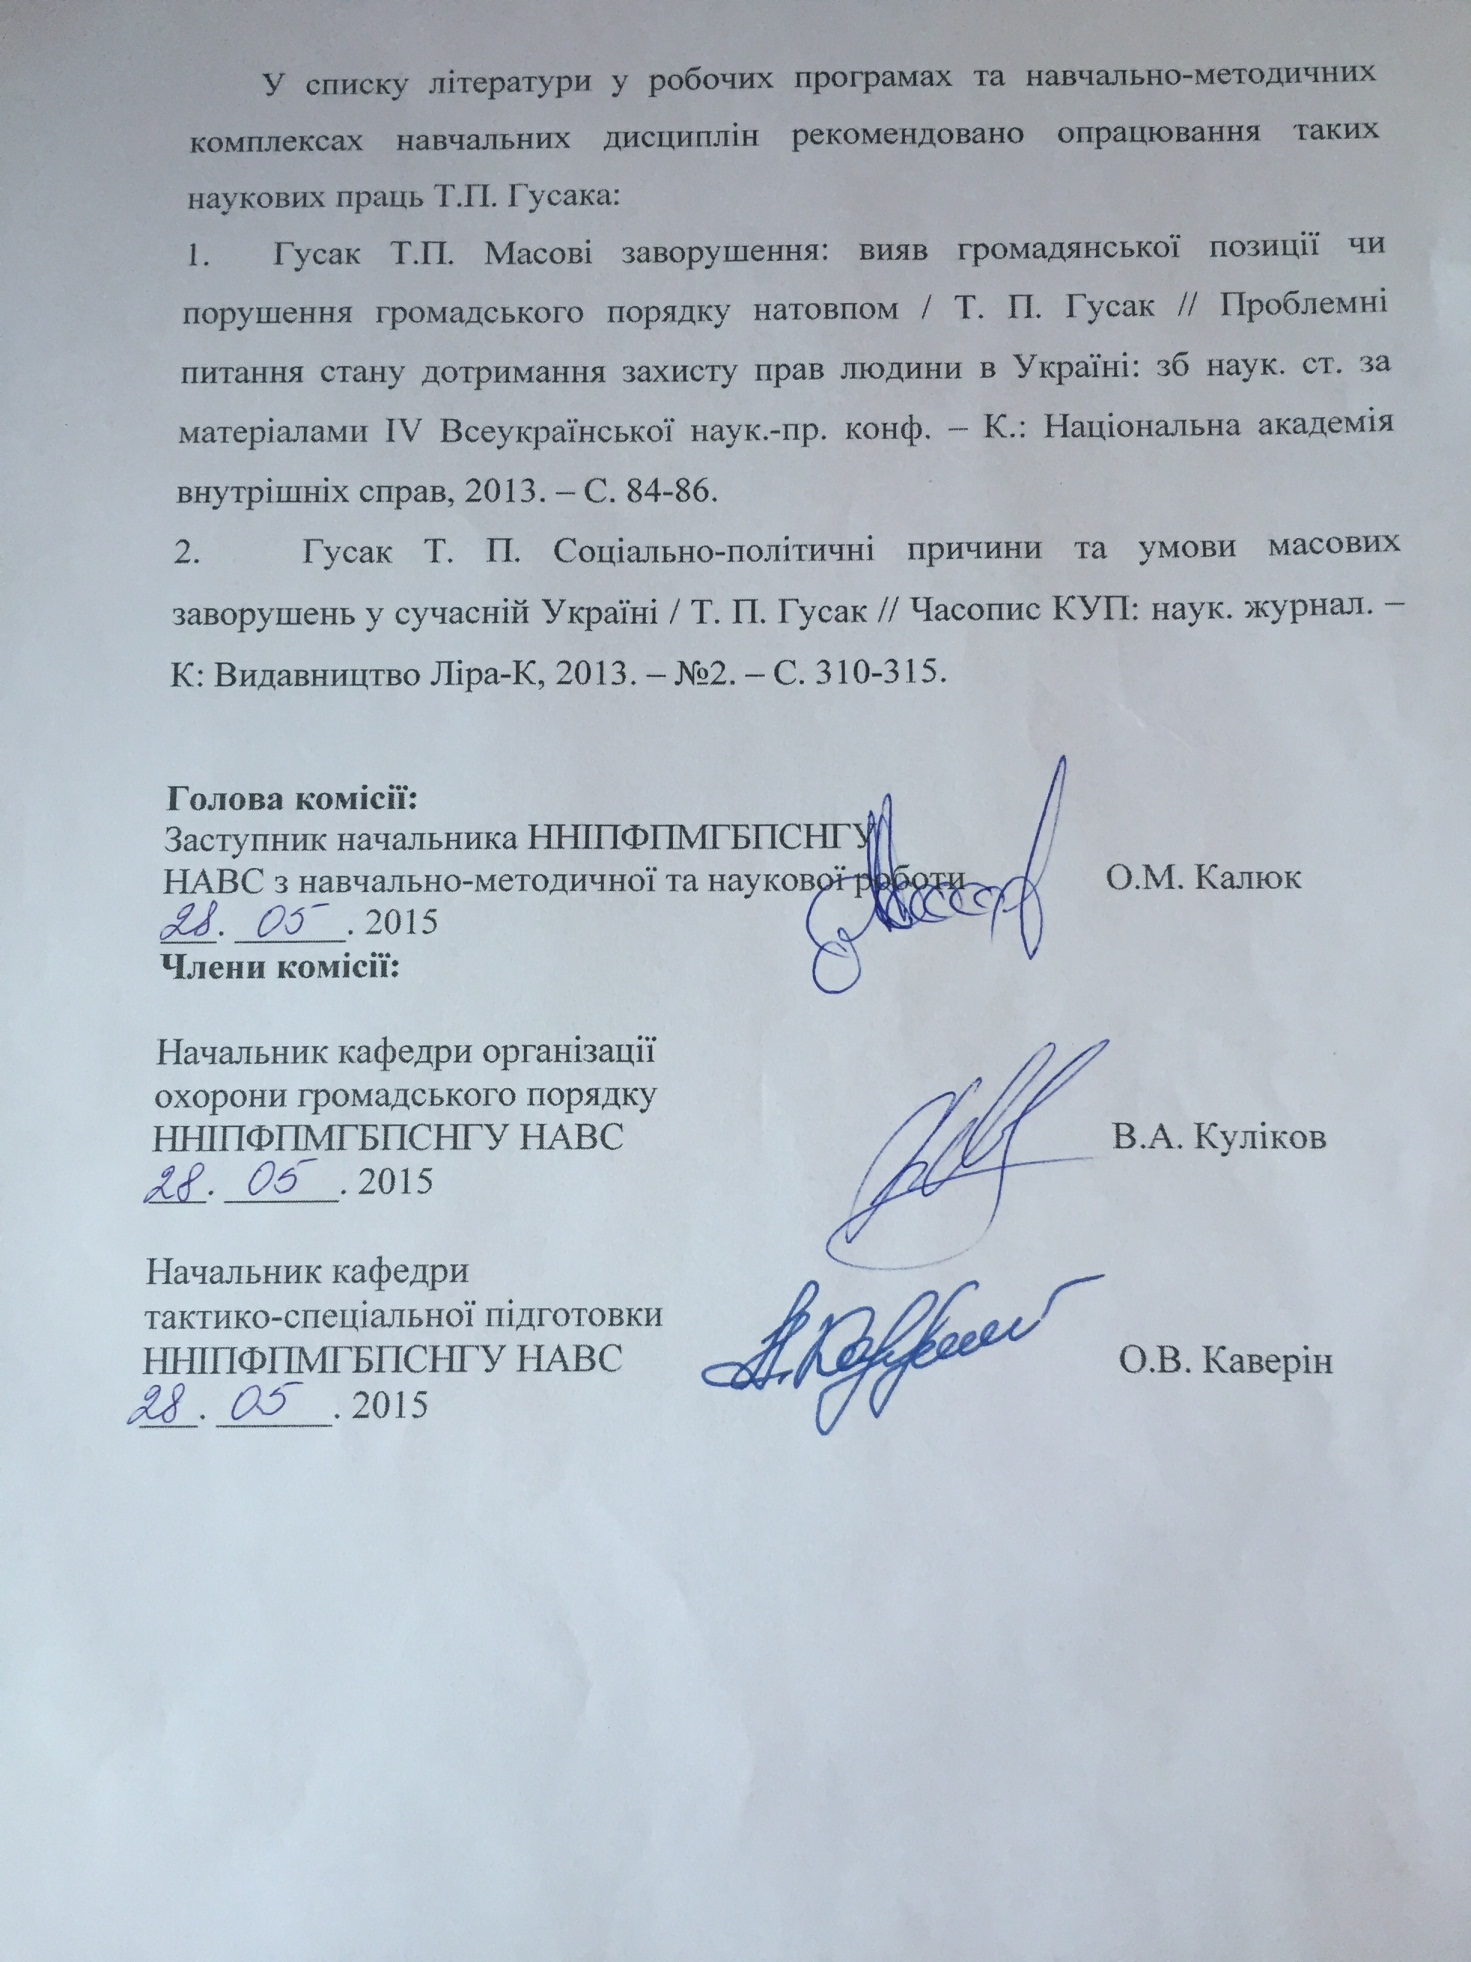 У списку літератури у робочих програмах та навчально-методичних
комплексах навчальних дисциплін рекомендовано опрацювання таких
наукових праць Т.П. Гусака:
1. Гусак Т.П. Масові заворушення: вияв громадянської позиції чи
порушення громадського порядку натовпом / Т. П. Гусак // Проблемні
питання стану дотримання захисту прав людини в Україні: зб наук. ст. за
матеріалами IV Всеукраїнської наук.-пр. конф. – К.: Національна академія
внутрішніх справ, 2013. – С. 84-86.
2. Гусак Т. П. Соціально-політичні причини та умови масових
заворушень у сучасній Україні / Т. П. Гусак // Часопис КУП: наук. журнал. –
К: Видавництво Ліра-К, 2013. – №2. – С. 310-315.
Голова комісії:
Заступник начальника ННІПФПМГБПСНГУ
НАВС з навчально-методичної та наукової роботи О.М. Калюк
28. 05. 2015
Члени комісії:
Начальник кафедри організації
охорони громадського порядку
ННІПФПМГБПСНГУ НАВС В.А. Куліков
28. 05. 2015
Начальник кафедри
тактико-спеціальної підготовки
ННІПФПМГБПСНГУ НАВС О.В. Каверін
28. 05. 2015